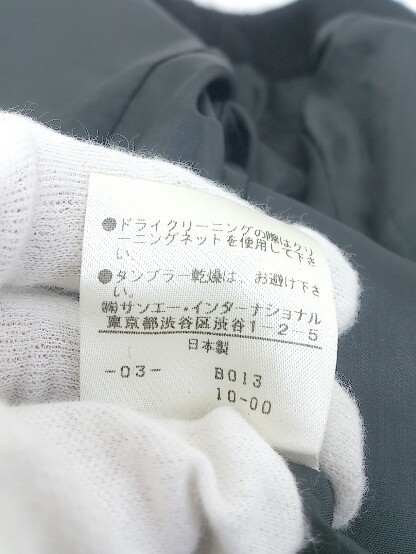 ●ドライクリーニングの際はクリ
ーニングネットを使用して下さ
い。
●タンブラー乾燥は、お避け下さ
い。
㈱サンエー・インターナショナル
東京都渋谷区渋谷1-2-5
日本製
-03- B013
10-00